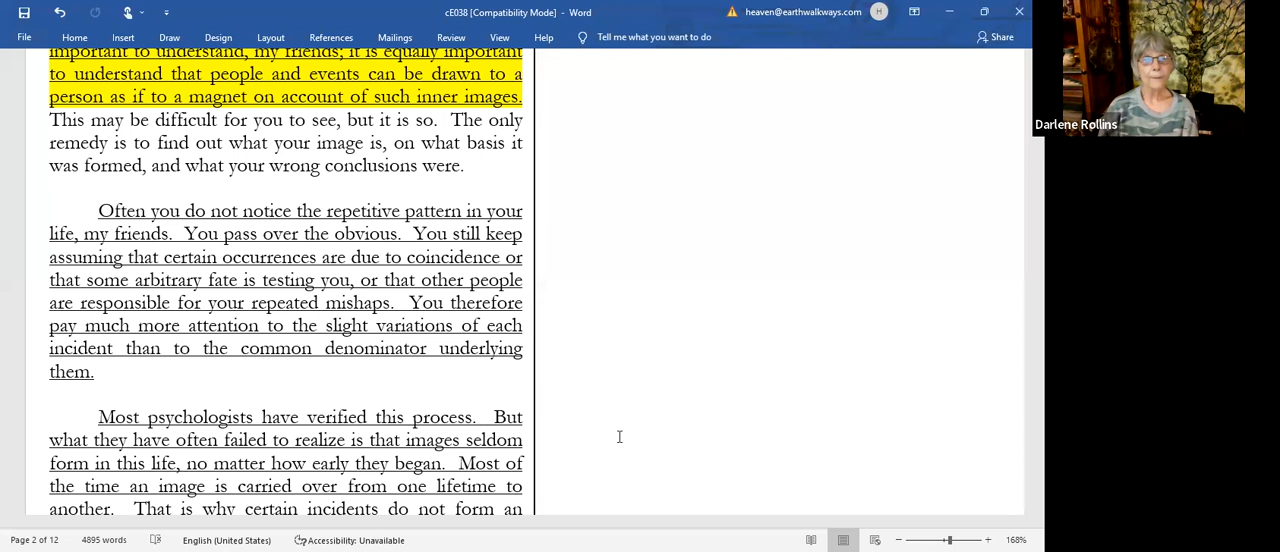 cE038 [Compatibility Mode] - Word
heaven@earthwalkways.com
H
File Home Insert Draw Design Layout References Mailings Review View Help Tell me what you want to do Share
important to understand, my friends; it is equally important
to understand that people and events can be drawn to a
person as if to a magnet on account of such inner images.
This may be difficult for you to see, but it is so. The only
remedy is to find out what your image is, on what basis it
was formed, and what your wrong conclusions were.
Often you do not notice the repetitive pattern in your
life, my friends. You pass over the obvious. You still keep
assuming that certain occurrences are due to coincidence or
that some arbitrary fate is testing you, or that other people
are responsible for your repeated mishaps. You therefore
pay much more attention to the slight variations of each
incident than to the common denominator underlying
them.
Most psychologists have verified this process. But
what they have often failed to realize is that images seldom
form in this life, no matter how early they began. Most of
the time an image is carried over from one lifetime to
another. That is why certain incidents do not form an
Darlene Rollins
Page 2 of 12 4895 words English (United States) Accessibility: Unavailable 168%